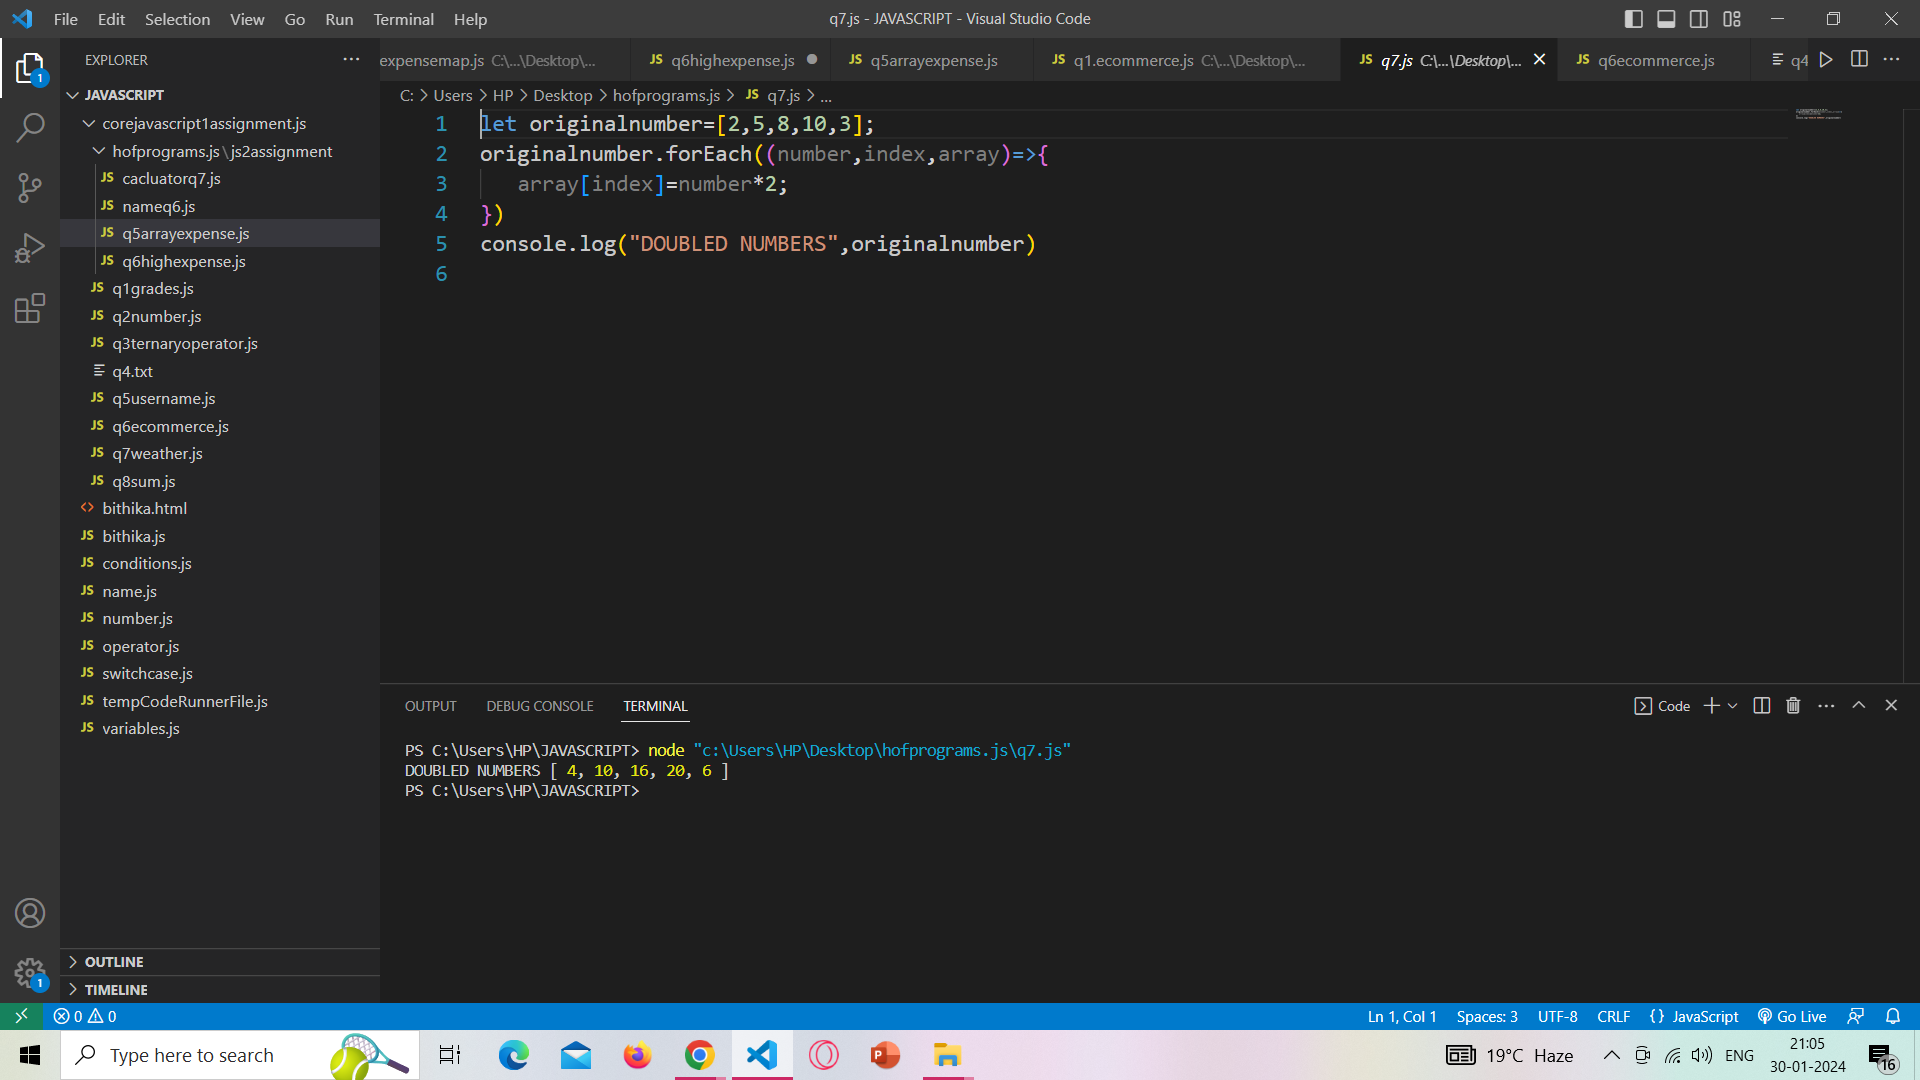 File Edit Selection View Go Run Terminal Help
q7.js - JAVASCRIPT - Visual Studio Code
EXPLORER
expensemap.js C:\...\Desktop\...
JS q6highexpense.js
JS q5arrayexpense.js
JS q1.ecommerce.js C:\...\Desktop\...
JS q7.js C:\...\Desktop\...
JS q6ecommerce.js
q4
C: > Users > HP > Desktop > hofprograms.js > JS q7.js > ...
JAVASCRIPT
corejavascript1assignment.js
hofprograms.js\js2assignment
JS cacluatorq7.js
JS nameq6.js
JS q5arrayexpense.js
JS q6highexpense.js
JS q1grades.js
JS q2number.js
JS q3ternaryoperator.js
q4.txt
JS q5username.js
JS q6ecommerce.js
JS q7weather.js
JS q8sum.js
<> bithika.html
JS bithika.js
JS conditions.js
JS name.js
JS number.js
JS operator.js
JS switchcase.js
JS tempCodeRunnerFile.js
JS variables.js
OUTLINE
TIMELINE
1
1
1 let originalnumber=[2,5,8,10,3];
2 originalnumber.forEach((number,index,array)=>{
3 array[index]=number*2;
4 })
5 console.log("DOUBLED NUMBERS",originalnumber)
6
OUTPUT DEBUG CONSOLE TERMINAL
Code
PS C:\Users\HP\JAVASCRIPT> node "c:\Users\HP\Desktop\hofprograms.js\q7.js"
DOUBLED NUMBERS [ 4, 10, 16, 20, 6 ]
PS C:\Users\HP\JAVASCRIPT>
0 0
Ln 1, Col 1 Spaces: 3 UTF-8 CRLF {} JavaScript Go Live
Type here to search
P
19°C Haze
ENG
21:05
30-01-2024
16